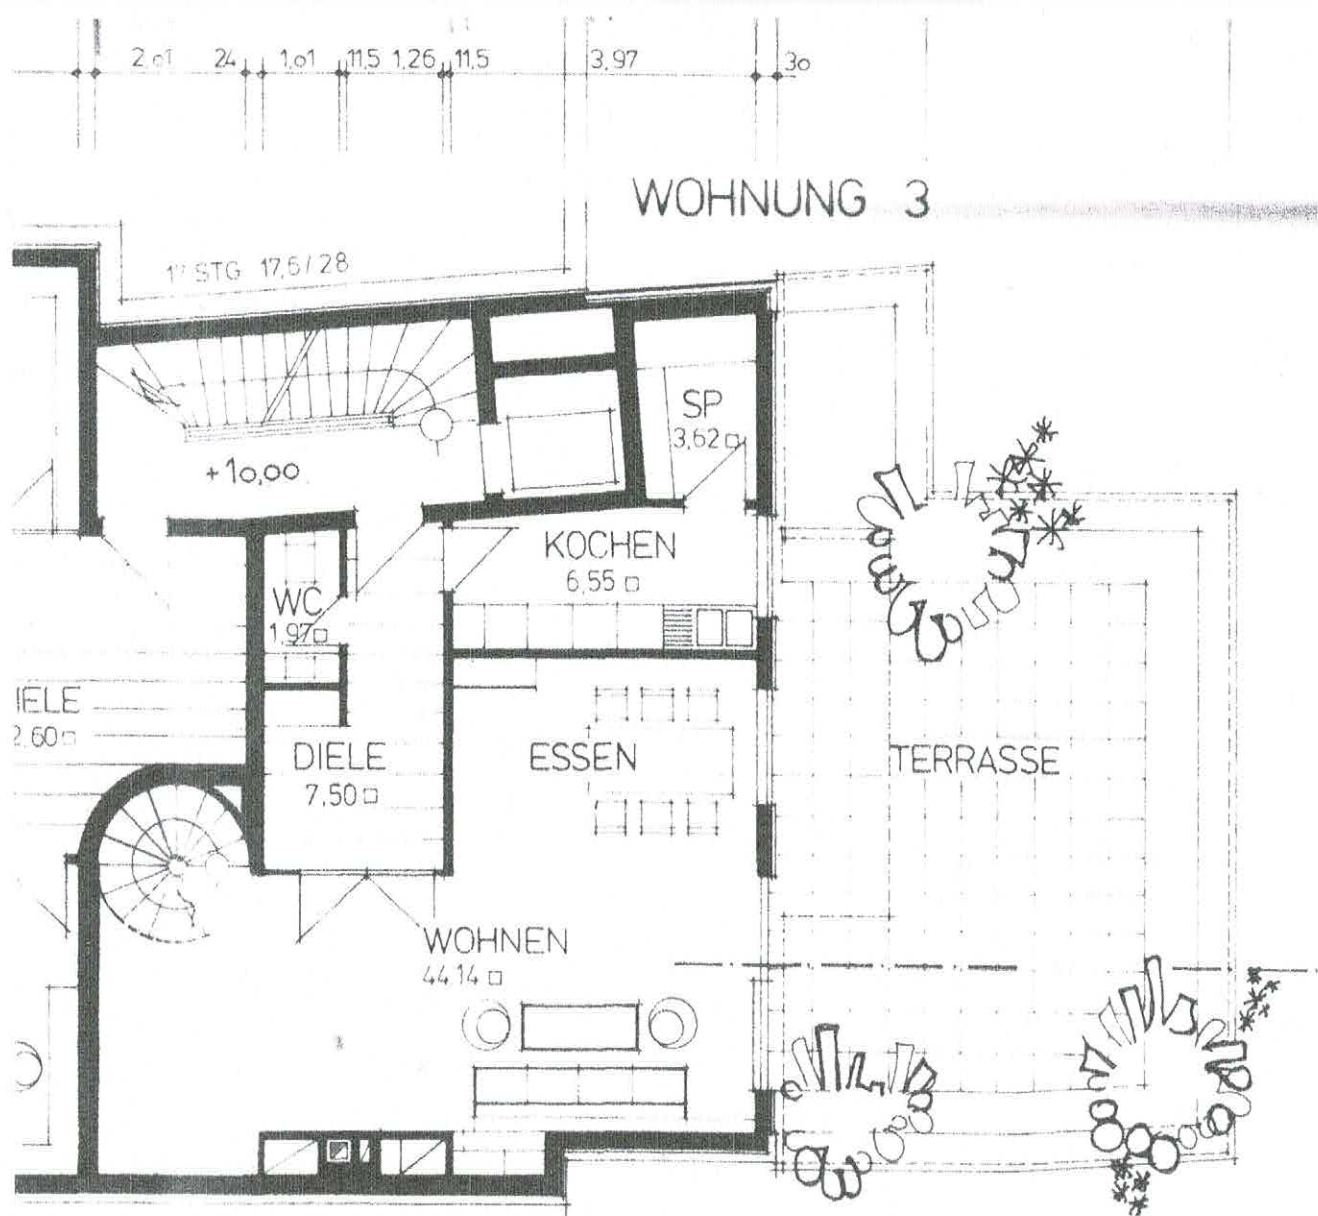 2,01 24 1,01 11,5 1,26 11,5 3,97 30
WOHNUNG 3
17 STG 17,6/28
SP
3,62 □
+10,00
KOCHEN
6,55 □
WC
1,97 □
IELE
2,60 □
DIELE
7,50 □
ESSEN
TERRASSE
WOHNEN
44,14 □